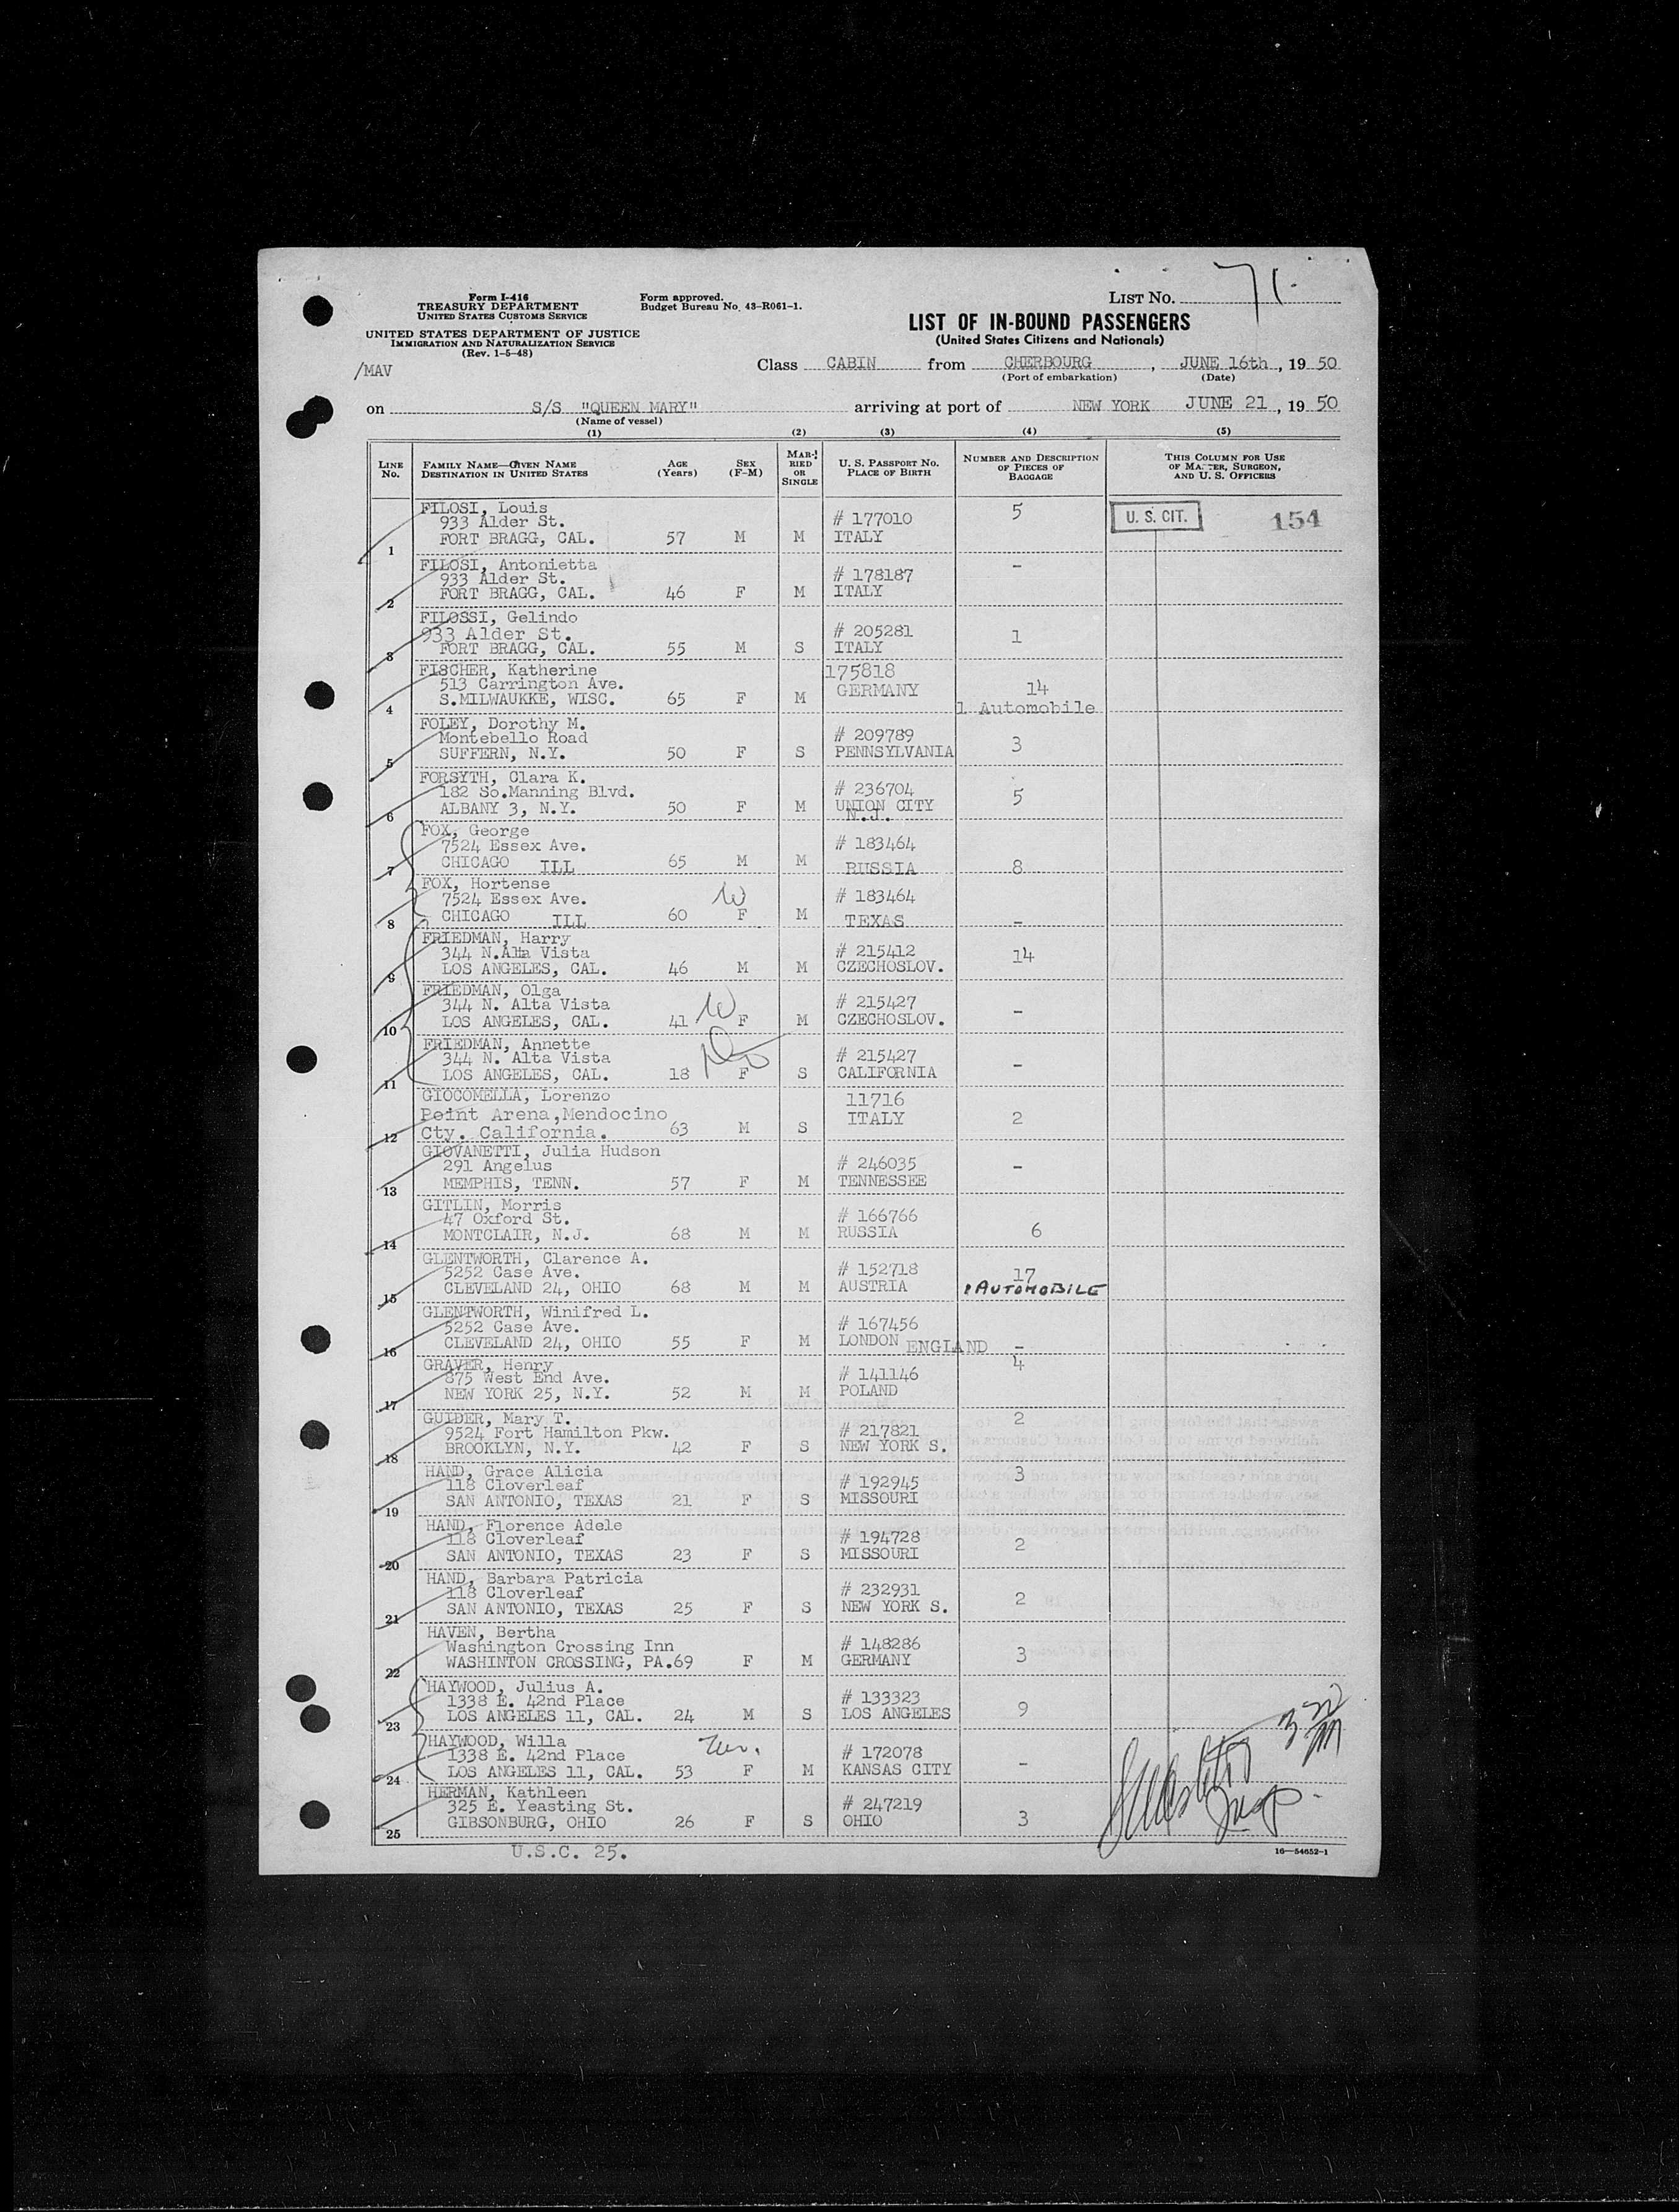 71.
Form I-416
TREASURY DEPARTMENT
UNITED STATES CUSTOMS SERVICE
Form approved.
Budget Bureau No. 43-R061-1.
LIST NO.
UNITED STATES DEPARTMENT OF JUSTICE
IMMIGRATION AND NATURALIZATION SERVICE
(Rev. 1-5-48)
LIST OF IN-BOUND PASSENGERS
(United States Citizens and Nationals)
/MAV
Class CABIN from CHERBOURG, JUNE 16th, 19 50
(Port of embarkation) (Date)
on S/S "QUEEN MARY" arriving at port of NEW YORK JUNE 21, 19 50
(Name of vessel)
(1) (2) (3) (4) (5)
LINE No. FAMILY NAME—GIVEN NAME DESTINATION IN UNITED STATES AGE (Years) SEX (F-M) MARRIED OR SINGLE U. S. PASSPORT NO. PLACE OF BIRTH NUMBER AND DESCRIPTION OF PIECES OF BAGGAGE THIS COLUMN FOR USE OF MASTER, SURGEON, AND U. S. OFFICERS
FILOSI, Louis 5
933 Alder St. # 177010 U. S. CIT. 154
1 FORT BRAGG, CAL. 57 M M ITALY
FILOSI, Antonietta -
933 Alder St. # 178187
2 FORT BRAGG, CAL. 46 F M ITALY
FILOSSI, Gelindo
933 Alder St. # 205281 1
3 FORT BRAGG, CAL. 55 M S ITALY
FISCHER, Katherine 175818
513 Carrington Ave. GERMANY 14
4 S.MILWAUKKE, WISC. 65 F M 1 Automobile
FOLEY, Dorothy M.
Montebello Road # 209789 3
5 SUFFERN, N.Y. 50 F S PENNSYLVANIA
FORSYTH, Clara K.
182 So.Manning Blvd. # 236704 5
6 ALBANY 3, N.Y. 50 F M UNION CITY N.J.
FOX, George
7524 Essex Ave. # 183464
7 CHICAGO ILL 65 M M RUSSIA 8
FOX, Hortense
7524 Essex Ave. W # 183464
8 CHICAGO ILL 60 F M TEXAS -
FRIEDMAN, Harry
344 N.Alta Vista # 215412 14
9 LOS ANGELES, CAL. 46 M M CZECHOSLOV.
FRIEDMAN, Olga
344 N. Alta Vista W # 215427 -
10 LOS ANGELES, CAL. 41 F M CZECHOSLOV.
FRIEDMAN, Annette
344 N. Alta Vista # 215427 -
11 LOS ANGELES, CAL. 18 F S CALIFORNIA
GIOCOMELLA, Lorenzo 11716
Point Arena,Mendocino ITALY 2
12 Cty. California. 63 M S
GIOVANETTI, Julia Hudson
291 Angelus # 246035 -
13 MEMPHIS, TENN. 57 F M TENNESSEE
GITLIN, Morris
47 Oxford St. # 166766
14 MONTCLAIR, N.J. 68 M M RUSSIA 6
GLENTWORTH, Clarence A.
5252 Case Ave. # 152718 17
15 CLEVELAND 24, OHIO 68 M M AUSTRIA 1 AUTOMOBILE
GLENTWORTH, Winifred L.
5252 Case Ave. # 167456
16 CLEVELAND 24, OHIO 55 F M LONDON ENGLAND -
GRAVER, Henry 4
875 West End Ave. # 141146
17 NEW YORK 25, N.Y. 52 M M POLAND
GUIDER, Mary T. 2
9524 Fort Hamilton Pkw. # 217821
18 BROOKLYN, N.Y. 42 F S NEW YORK S.
HAND, Grace Alicia 3
118 Cloverleaf # 192945
19 SAN ANTONIO, TEXAS 21 F S MISSOURI
HAND, Florence Adele
118 Cloverleaf # 194728 2
20 SAN ANTONIO, TEXAS 23 F S MISSOURI
HAND, Barbara Patricia
118 Cloverleaf # 232931 2
21 SAN ANTONIO, TEXAS 25 F S NEW YORK S.
HAVEN, Bertha
Washington Crossing Inn # 148286 3
22 WASHINTON CROSSING, PA.69 F M GERMANY
HAYWOOD, Julius A.
1338 E. 42nd Place # 133323 9
23 LOS ANGELES 11, CAL. 24 M S LOS ANGELES
HAYWOOD, Willa
1338 E. 42nd Place # 172078 -
24 LOS ANGELES 11, CAL. 53 F M KANSAS CITY
HERMAN, Kathleen
325 E. Yeasting St. # 247219 3
25 GIBSONBURG, OHIO 26 F S OHIO
U.S.C. 25.
16—54652-1